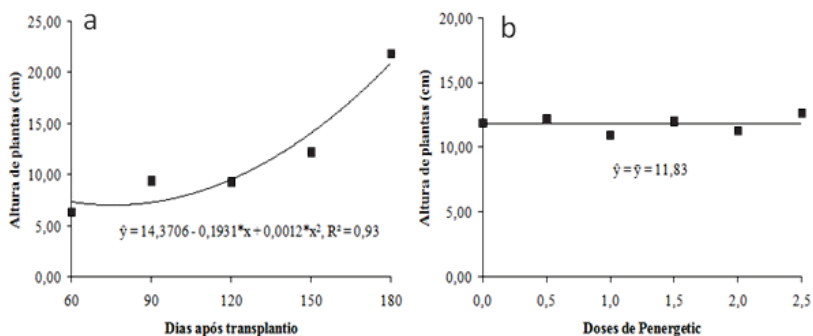 a
Altura de plantas (cm)
25,00
20,00
15,00
10,00
5,00
0,00
ŷ = 14,3706 - 0,1931*x + 0,0012*x², R² = 0,93
60 90 120 150 180
Dias após transplantio
b
Altura de plantas (cm)
20,00
15,00
10,00
5,00
0,00
ŷ = ȳ = 11,83
0,0 0,5 1,0 1,5 2,0 2,5
Doses de Penergetic